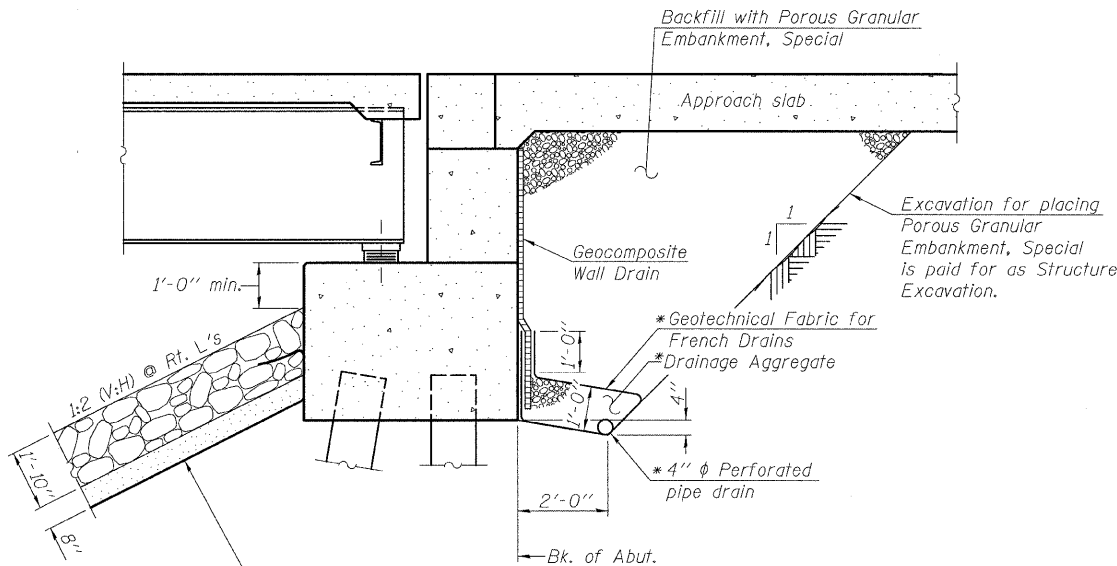 Backfill with Porous Granular
Embankment, Special
Approach slab
Excavation for placing
Porous Granular
Embankment, Special
is paid for as Structure
Excavation.
1
1
Geocomposite
Wall Drain
1'-0" min.
* Geotechnical Fabric for
French Drains
* Drainage Aggregate
1'-0"
1'-0"
4"
1:2 (V:H) @ Rt. L's
1'-10"
8"
* 4" ϕ Perforated
pipe drain
2'-0"
Bk. of Abut.